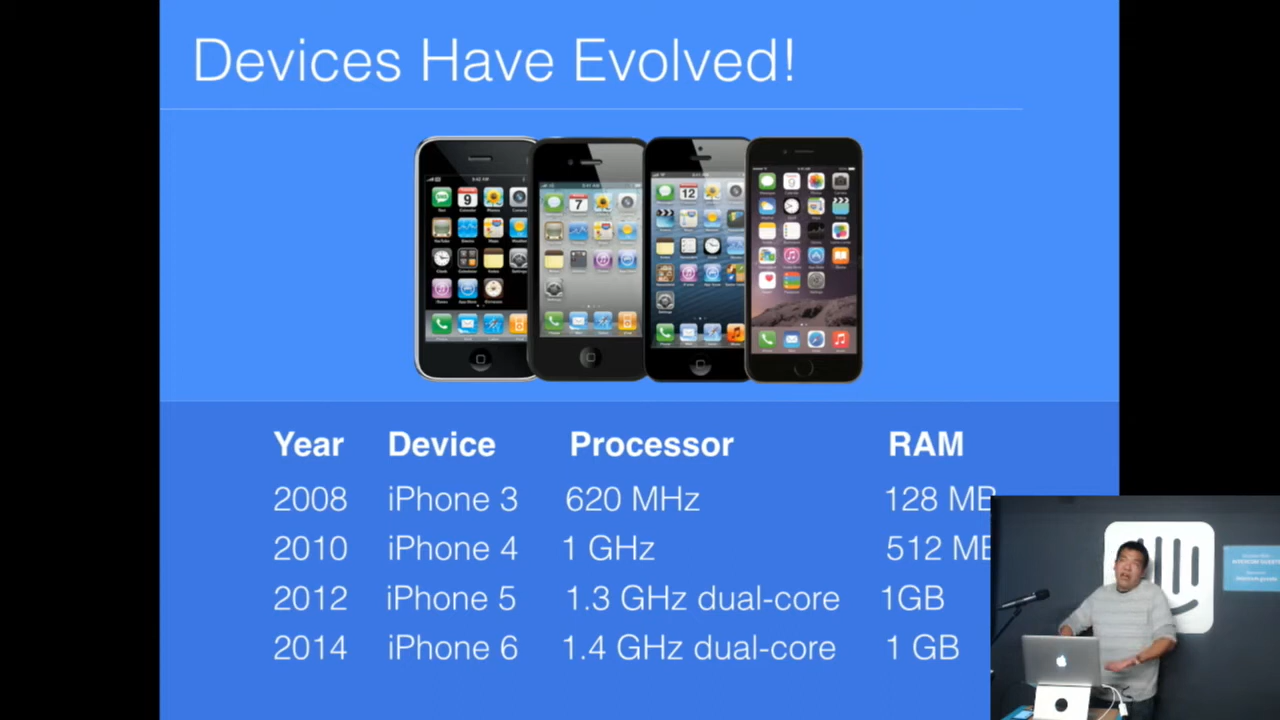 Devices Have Evolved!
Year Device Processor RAM
2008 iPhone 3 620 MHz 128 MB
2010 iPhone 4 1 GHz 512 MB
2012 iPhone 5 1.3 GHz dual-core 1GB
2014 iPhone 6 1.4 GHz dual-core 1 GB